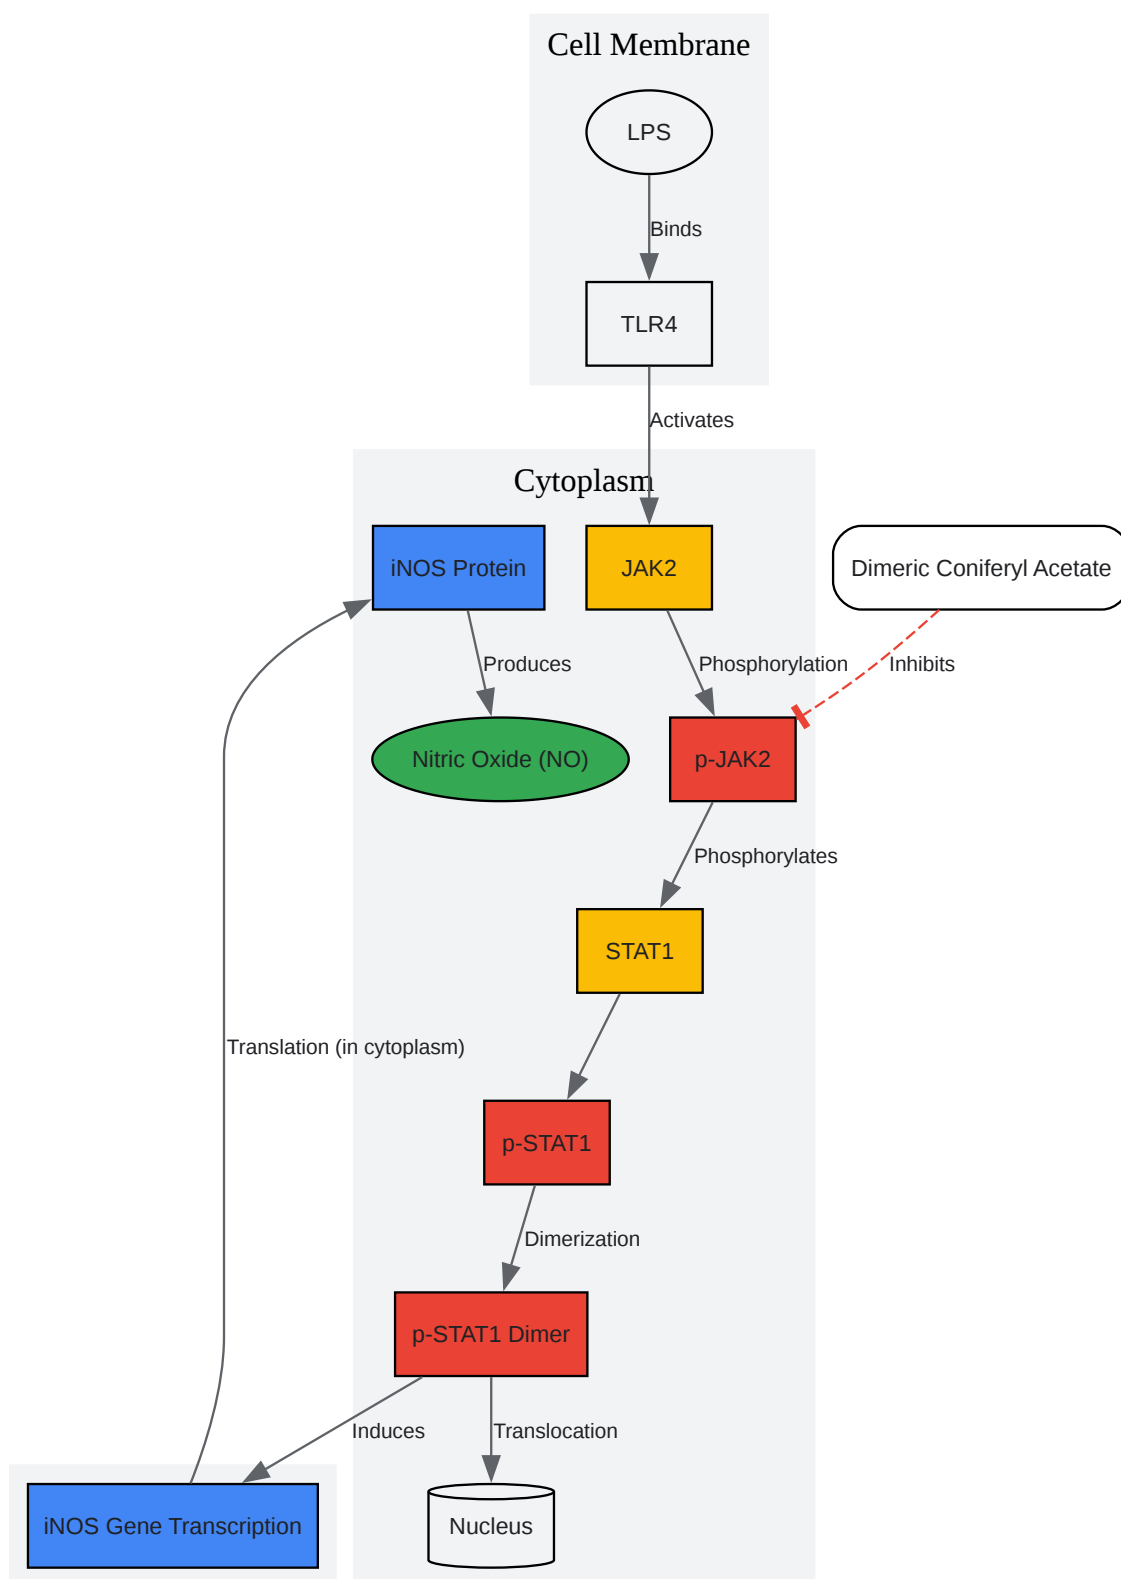 Cell Membrane
LPS
Binds
TLR4
Activates
Cytoplasm
iNOS Protein
JAK2
Dimeric Coniferyl Acetate
Produces
Phosphorylation
Inhibits
Nitric Oxide (NO)
p-JAK2
Phosphorylates
STAT1
Translation (in cytoplasm)
p-STAT1
Dimerization
p-STAT1 Dimer
Induces
Translocation
iNOS Gene Transcription
Nucleus